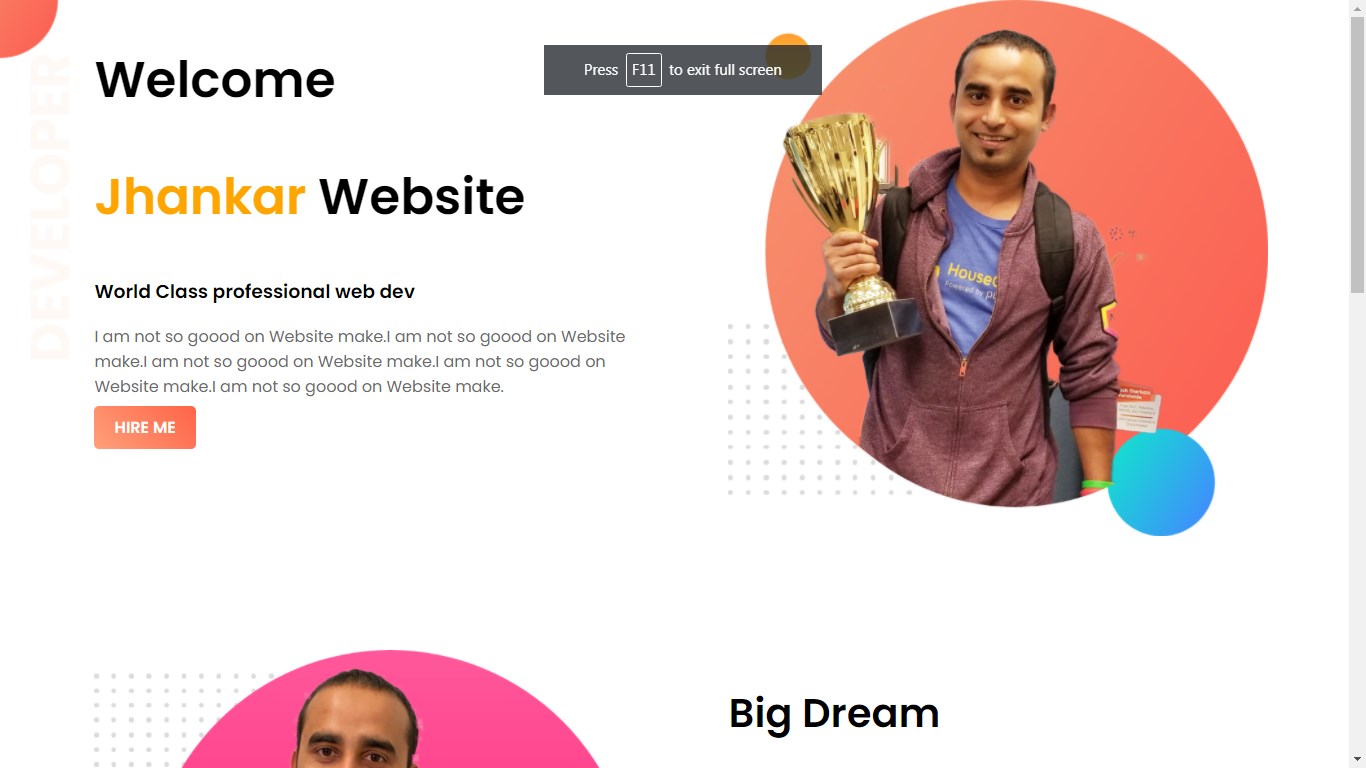 DEVELOPER
Welcome
Press F11 to exit full screen
Jhankar Website
World Class professional web dev
I am not so goood on Website make.I am not so goood on Website
make.I am not so goood on Website make.I am not so goood on
Website make.I am not so goood on Website make.
HIRE ME
Powered by
Big Dream